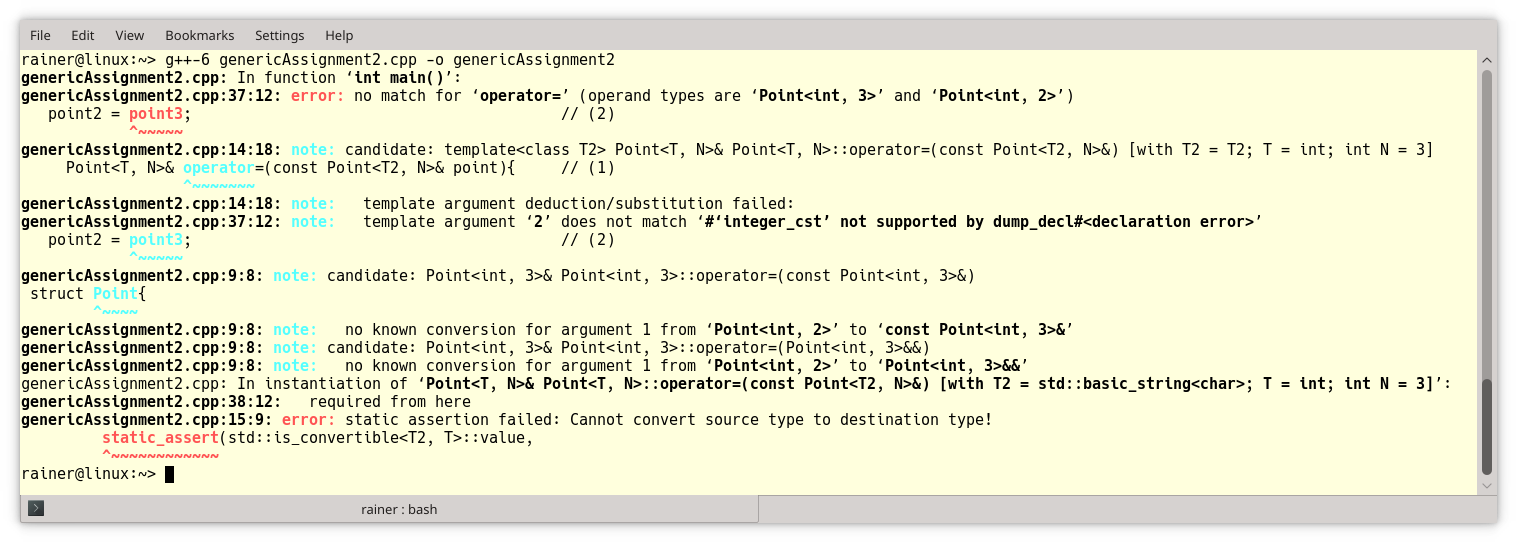 File Edit View Bookmarks Settings Help
rainer@linux:~> g++-6 genericAssignment2.cpp -o genericAssignment2
genericAssignment2.cpp: In function ‘int main()’:
genericAssignment2.cpp:37:12: error: no match for ‘operator=’ (operand types are ‘Point<int, 3>’ and ‘Point<int, 2>’)
   point2 = point3;                                         // (2)
            ^~~~~~
genericAssignment2.cpp:14:18: note: candidate: template<class T2> Point<T, N>& Point<T, N>::operator=(const Point<T2, N>&) [with T2 = T2; T = int; int N = 3]
     Point<T, N>& operator=(const Point<T2, N>& point){     // (1)
                  ^~~~~~~~
genericAssignment2.cpp:14:18: note:   template argument deduction/substitution failed:
genericAssignment2.cpp:37:12: note:   template argument ‘2’ does not match ‘#‘integer_cst’ not supported by dump_decl#<declaration error>’
   point2 = point3;                                         // (2)
            ^~~~~~
genericAssignment2.cpp:9:8: note: candidate: Point<int, 3>& Point<int, 3>::operator=(const Point<int, 3>&)
 struct Point{
        ^~~~~
genericAssignment2.cpp:9:8: note:   no known conversion for argument 1 from ‘Point<int, 2>’ to ‘const Point<int, 3>&’
genericAssignment2.cpp:9:8: note: candidate: Point<int, 3>& Point<int, 3>::operator=(Point<int, 3>&&)
genericAssignment2.cpp:9:8: note:   no known conversion for argument 1 from ‘Point<int, 2>’ to ‘Point<int, 3>&&’
genericAssignment2.cpp: In instantiation of ‘Point<T, N>& Point<T, N>::operator=(const Point<T2, N>&) [with T2 = std::basic_string<char>; T = int; int N = 3]’:
genericAssignment2.cpp:38:12:   required from here
genericAssignment2.cpp:15:9: error: static assertion failed: Cannot convert source type to destination type!
         static_assert(std::is_convertible<T2, T>::value,
         ^~~~~~~~~~~~~
rainer@linux:~>
rainer : bash